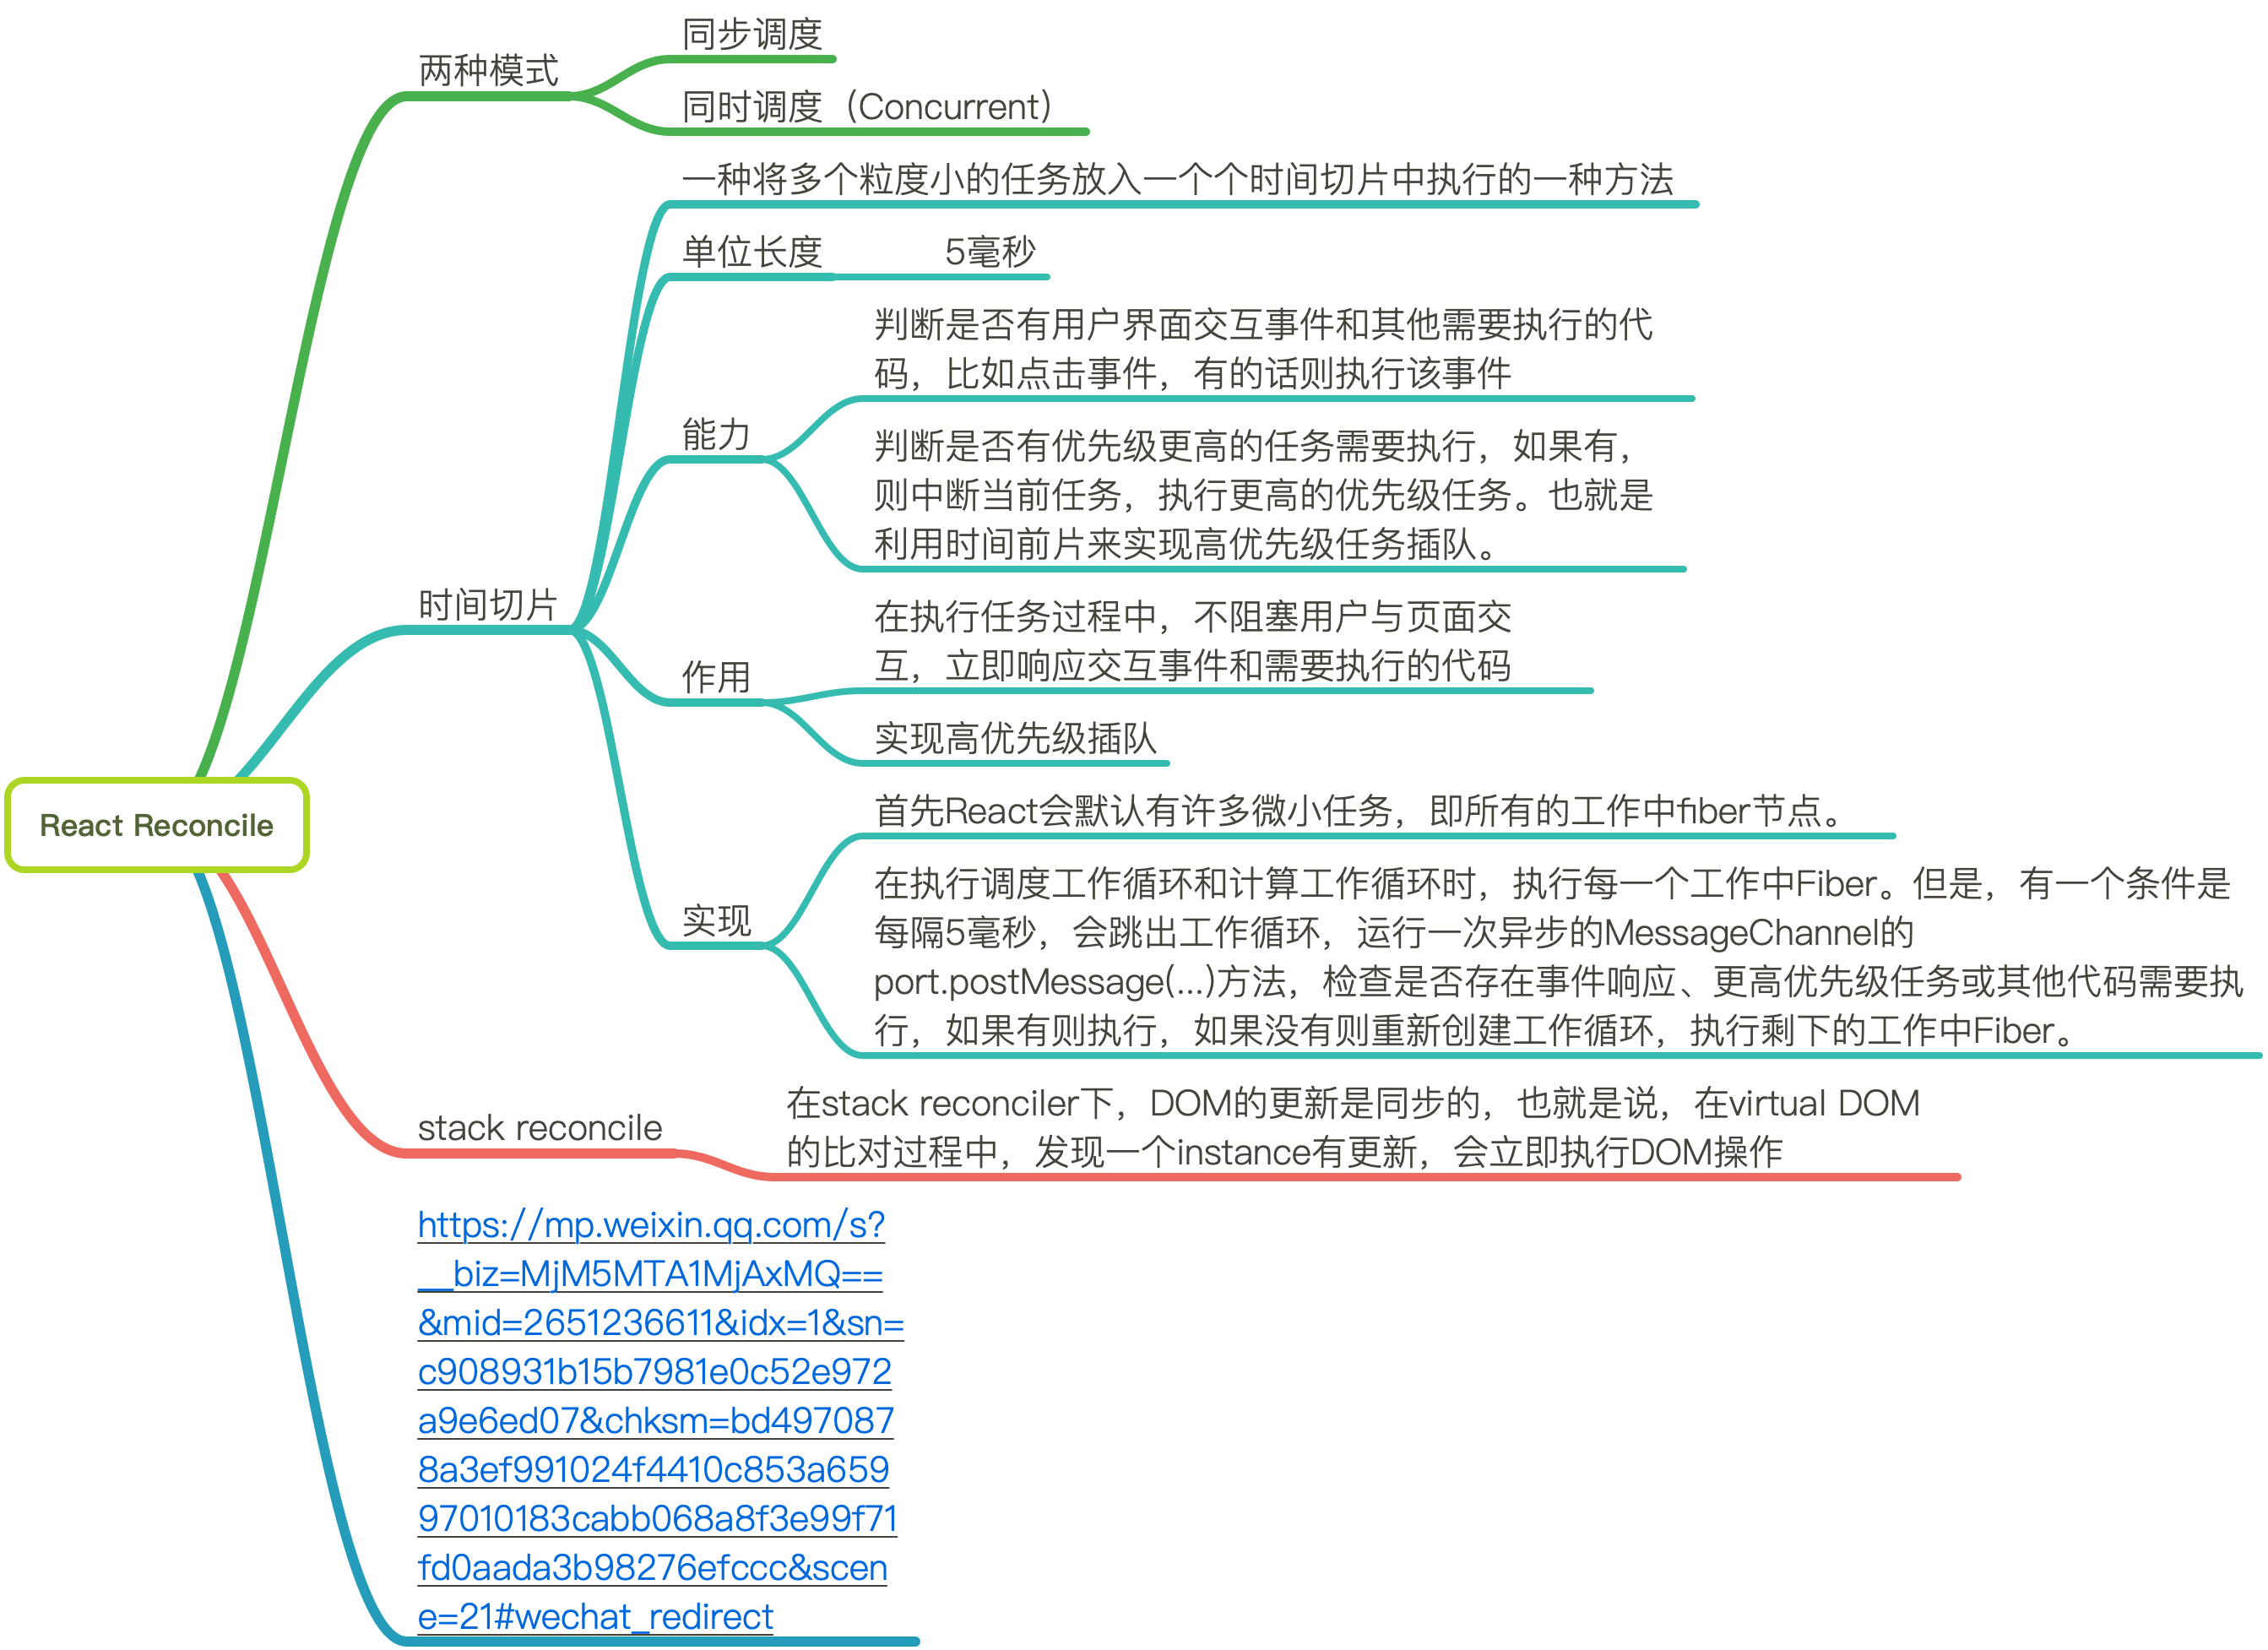 同步调度
两种模式
同时调度（Concurrent）
一种将多个粒度小的任务放入一个个时间切片中执行的一种方法
单位长度 5毫秒
判断是否有用户界面交互事件和其他需要执行的代
码，比如点击事件，有的话则执行该事件
能力
判断是否有优先级更高的任务需要执行，如果有，
则中断当前任务，执行更高的优先级任务。也就是
利用时间前片来实现高优先级任务插队。
时间切片
在执行任务过程中，不阻塞用户与页面交
互，立即响应交互事件和需要执行的代码
作用
实现高优先级插队
React Reconcile
首先React会默认有许多微小任务，即所有的工作中fiber节点。
实现
在执行调度工作循环和计算工作循环时，执行每一个工作中Fiber。但是，有一个条件是
每隔5毫秒，会跳出工作循环，运行一次异步的MessageChannel的
port.postMessage(...)方法，检查是否存在事件响应、更高优先级任务或其他代码需要执
行，如果有则执行，如果没有则重新创建工作循环，执行剩下的工作中Fiber。
stack reconcile
在stack reconciler下，DOM的更新是同步的，也就是说，在virtual DOM
的比对过程中，发现一个instance有更新，会立即执行DOM操作
https://mp.weixin.qq.com/s?
__biz=MjM5MTA1MjAxMQ==
&mid=2651236611&idx=1&sn=
c908931b15b7981e0c52e972
a9e6ed07&chksm=bd497087
8a3ef991024f4410c853a659
97010183cabb068a8f3e99f71
fd0aada3b98276efccc&scen
e=21#wechat_redirect